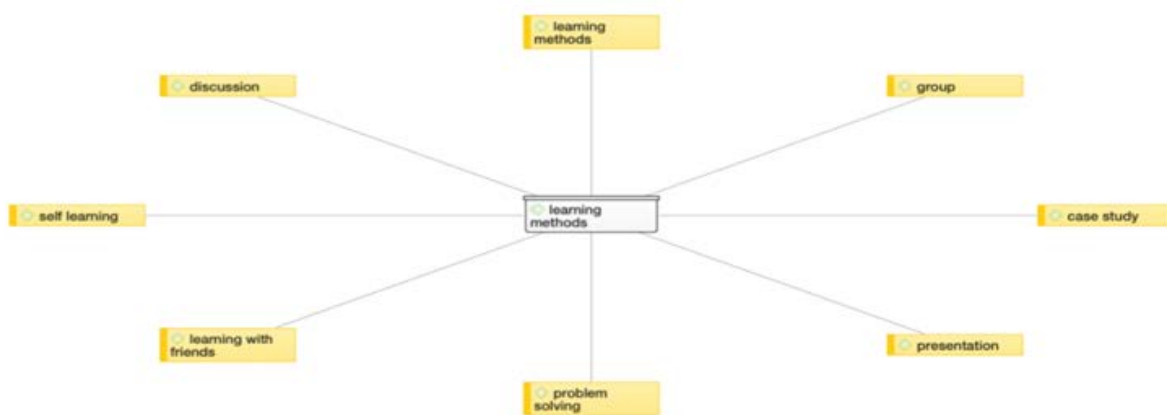 learning
methods
discussion
group
self learning
learning
methods
case study
learning with
friends
presentation
problem
solving